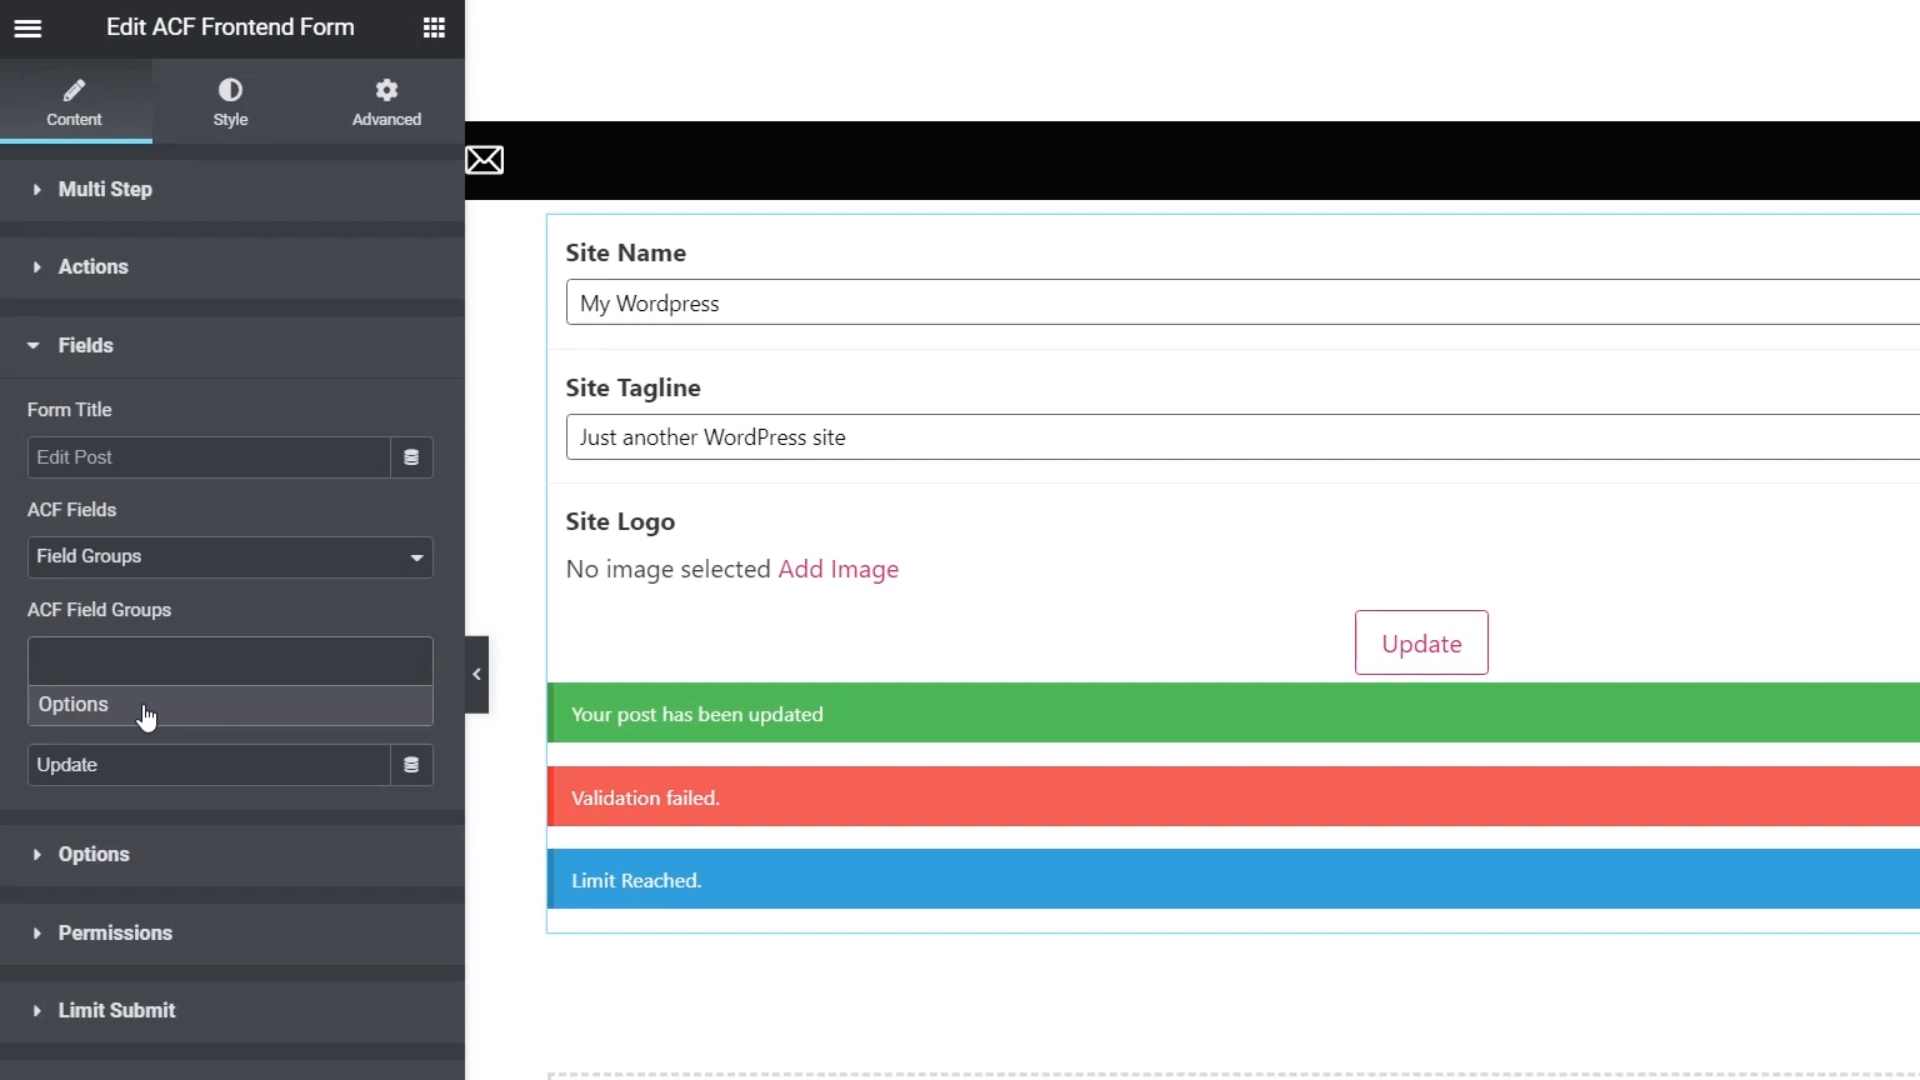 Edit ACF Frontend Form
Content
Style
Advanced
Multi Step
Actions
Fields
Form Title
Edit Post
ACF Fields
Field Groups
ACF Field Groups
Options
Update
Options
Permissions
Limit Submit
Site Name
My Wordpress
Site Tagline
Just another WordPress site
Site Logo
No image selected Add Image
Update
Your post has been updated
Validation failed.
Limit Reached.